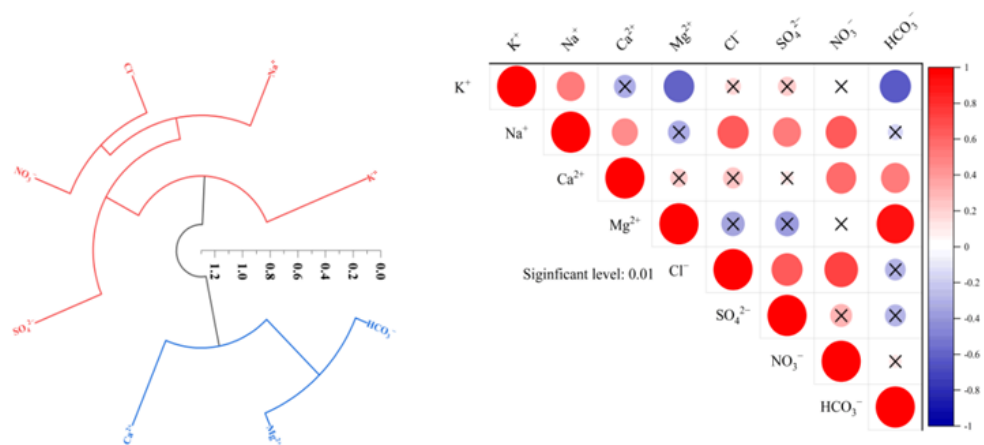 Cl⁻
Na⁺
NO₃⁻
K⁺
1.2 1.0 0.8 0.6 0.4 0.2 0.0
SO₄²⁻
HCO₃⁻
Ca²⁺
Mg²⁺
K⁺ Na⁺ Ca²⁺ Mg²⁺ Cl⁻ SO₄²⁻ NO₃⁻ HCO₃⁻
K⁺
Na⁺
Ca²⁺
Mg²⁺
Siginficant level: 0.01 Cl⁻
SO₄²⁻
NO₃⁻
HCO₃⁻
1
0.8
0.6
0.4
0.2
0
-0.2
-0.4
-0.6
-0.8
-1